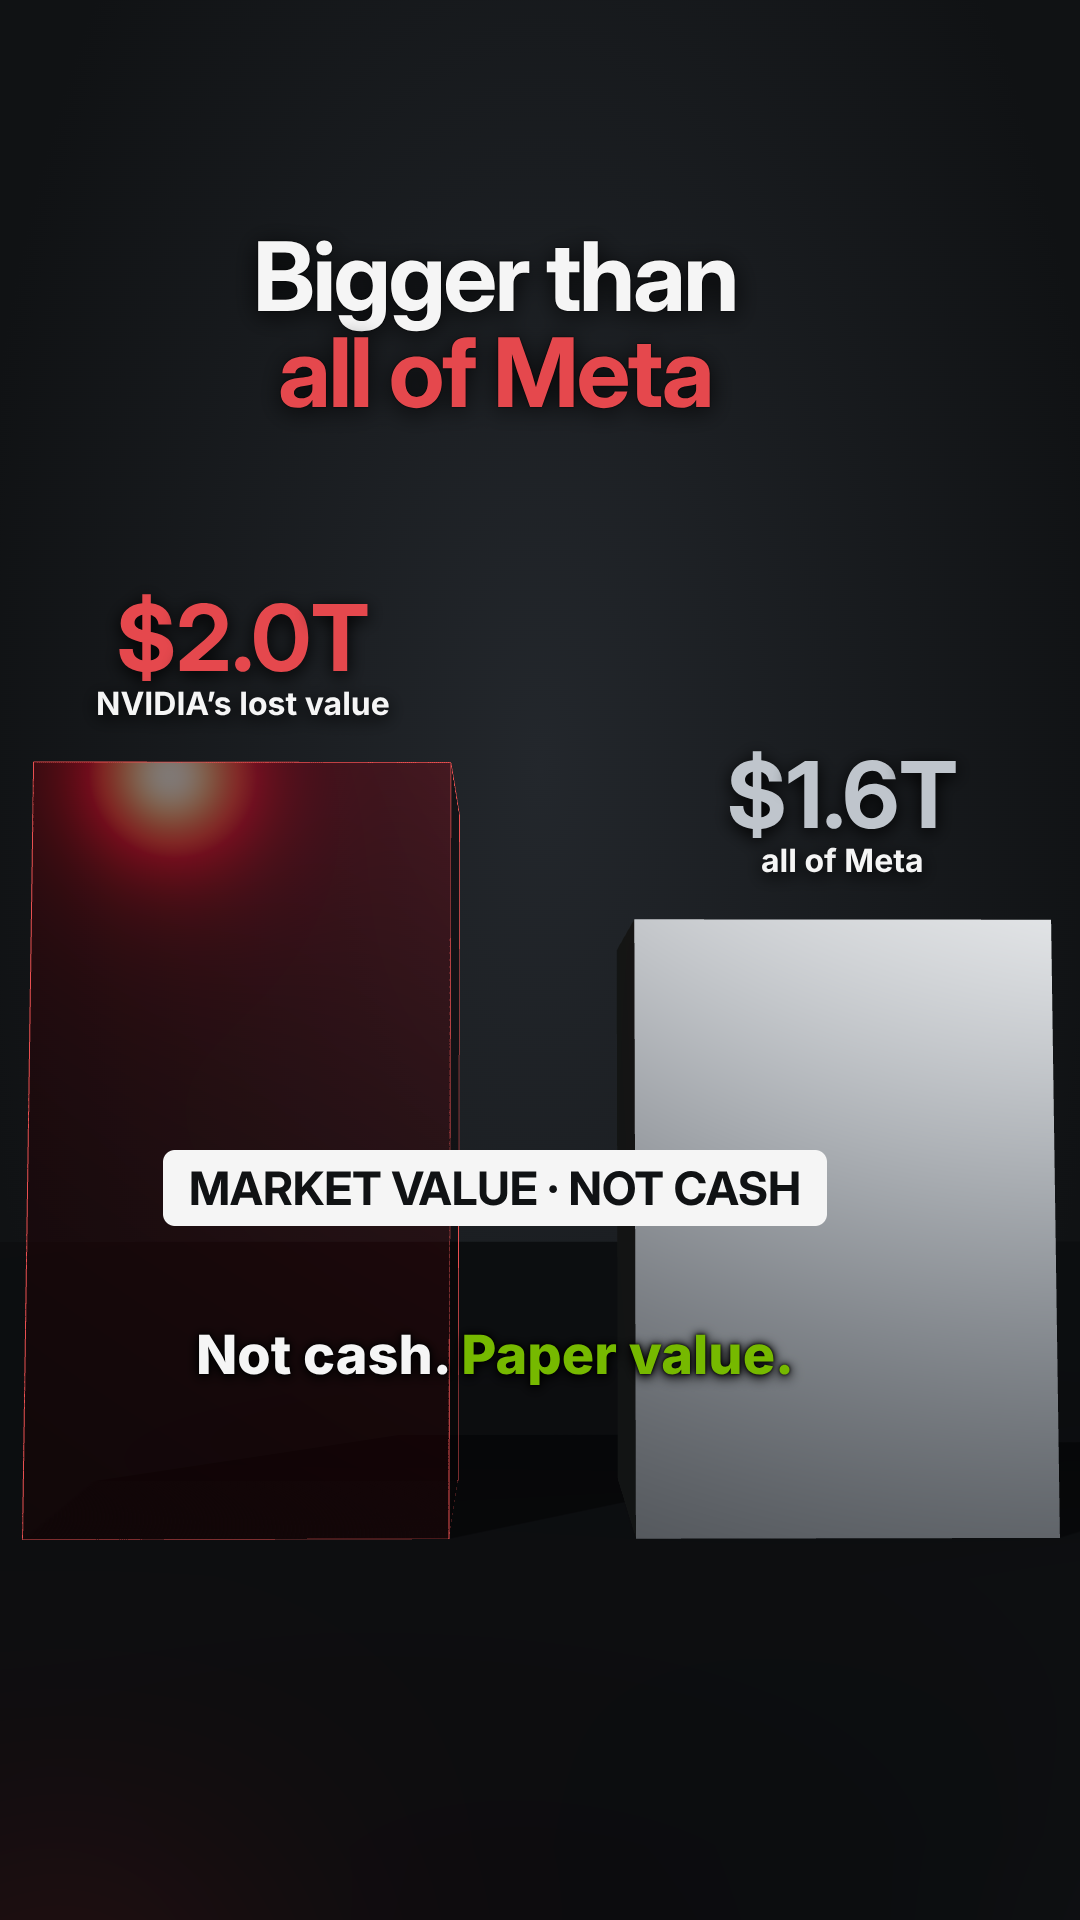 Bigger than
all of Meta
$2.0T
NVIDIA’s lost value
$1.6T
all of Meta
MARKET VALUE · NOT CASH
Not cash. Paper value.